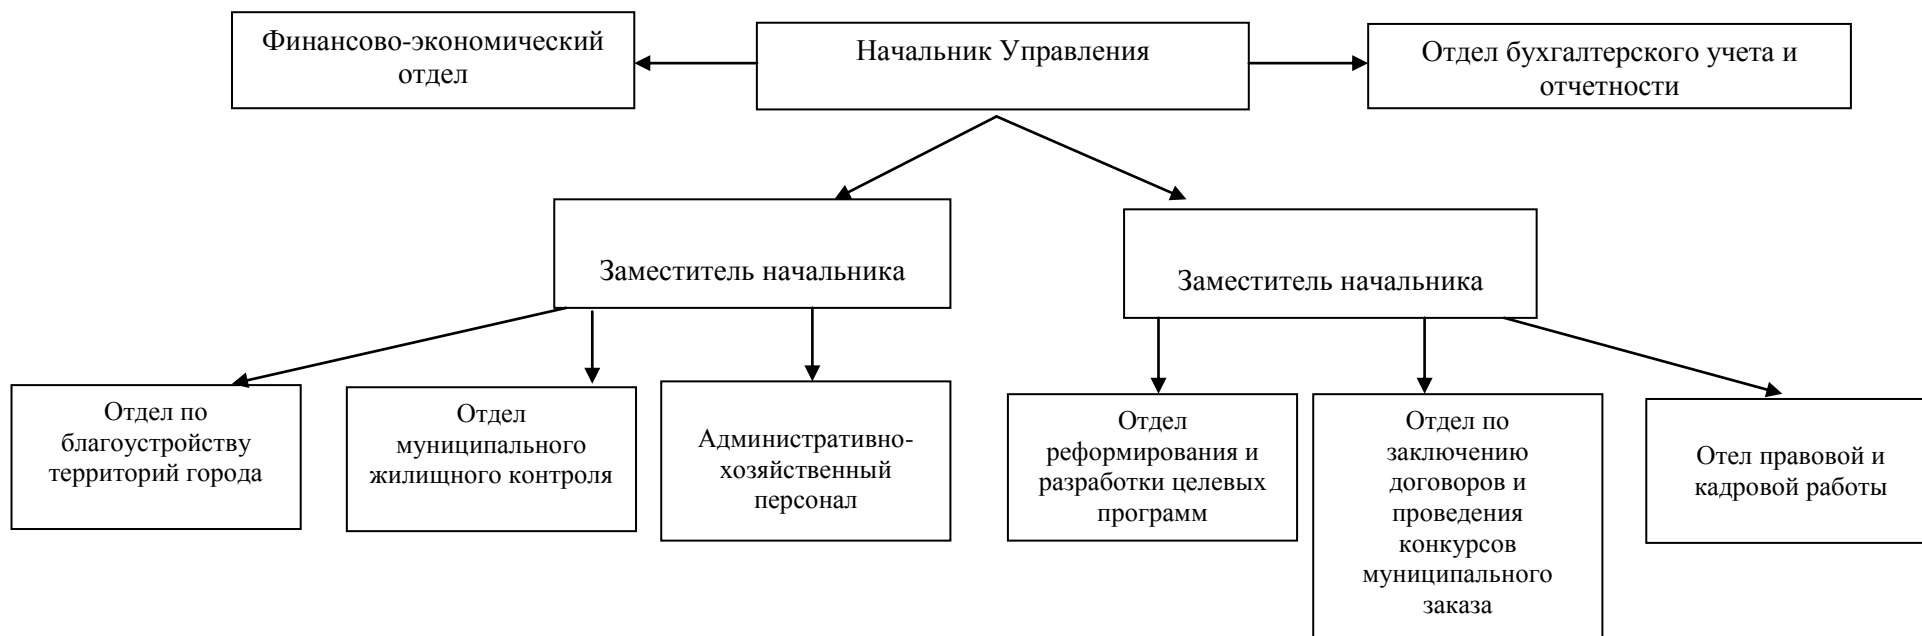 Финансово-экономический
отдел
Начальник Управления
Отдел бухгалтерского учета и
отчетности
Заместитель начальника
Заместитель начальника
Отдел по
благоустройству
территорий города
Отдел
муниципального
жилищного контроля
Административно-
хозяйственный
персонал
Отдел
реформирования и
разработки целевых
программ
Отдел по
заключению
договоров и
проведения
конкурсов
муниципального
заказа
Отел правовой и
кадровой работы